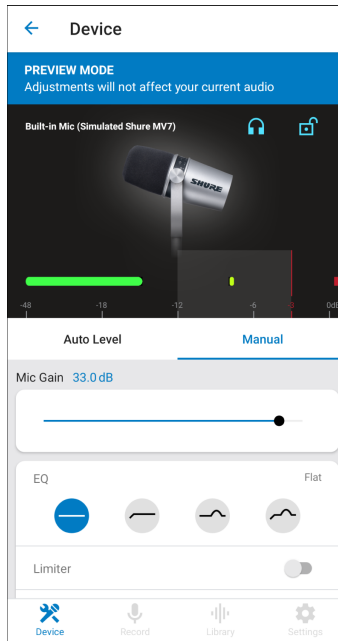 Device
PREVIEW MODE
Adjustments will not affect your current audio
Built-in Mic (Simulated Shure MV7)
SHURE
-48 -18 -12 -6 0 0dB
Auto Level Manual
Mic Gain 33.0 dB
EQ Flat
Limiter
Device Record Library Settings